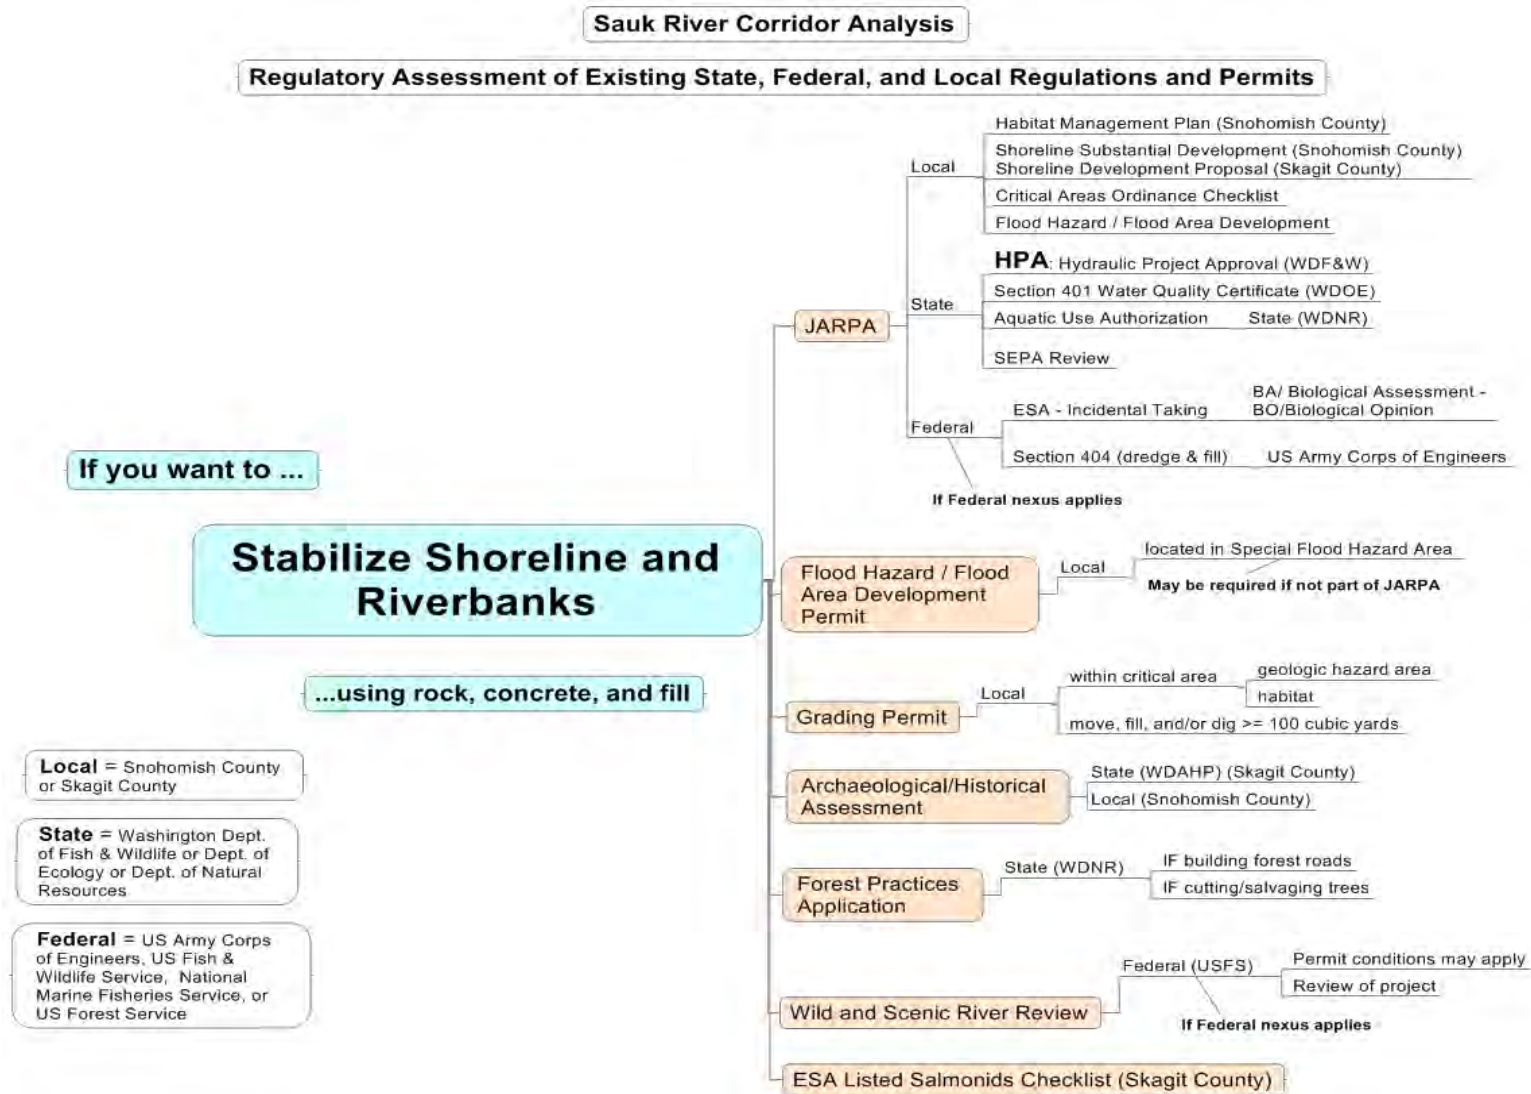 Sauk River Corridor Analysis
Regulatory Assessment of Existing State, Federal, and Local Regulations and Permits
If you want to ...
Stabilize Shoreline and
Riverbanks
...using rock, concrete, and fill
Local = Snohomish County
or Skagit County
State = Washington Dept.
of Fish & Wildlife or Dept. of
Ecology or Dept. of Natural
Resources
Federal = US Army Corps
of Engineers, US Fish &
Wildlife Service, National
Marine Fisheries Service, or
US Forest Service
JARPA
Local
Habitat Management Plan (Snohomish County)
Shoreline Substantial Development (Snohomish County)
Shoreline Development Proposal (Skagit County)
Critical Areas Ordinance Checklist
Flood Hazard / Flood Area Development
State
HPA: Hydraulic Project Approval (WDF&W)
Section 401 Water Quality Certificate (WDOE)
Aquatic Use Authorization State (WDNR)
SEPA Review
Federal
ESA - Incidental Taking
BA/ Biological Assessment -
BO/Biological Opinion
Section 404 (dredge & fill) US Army Corps of Engineers
If Federal nexus applies
Flood Hazard / Flood
Area Development
Permit
Local
located in Special Flood Hazard Area
May be required if not part of JARPA
Grading Permit
Local
within critical area
geologic hazard area
habitat
move, fill, and/or dig >= 100 cubic yards
Archaeological/Historical
Assessment
State (WDAHP) (Skagit County)
Local (Snohomish County)
Forest Practices
Application
State (WDNR)
IF building forest roads
IF cutting/salvaging trees
Wild and Scenic River Review
Federal (USFS)
Permit conditions may apply
Review of project
If Federal nexus applies
ESA Listed Salmonids Checklist (Skagit County)